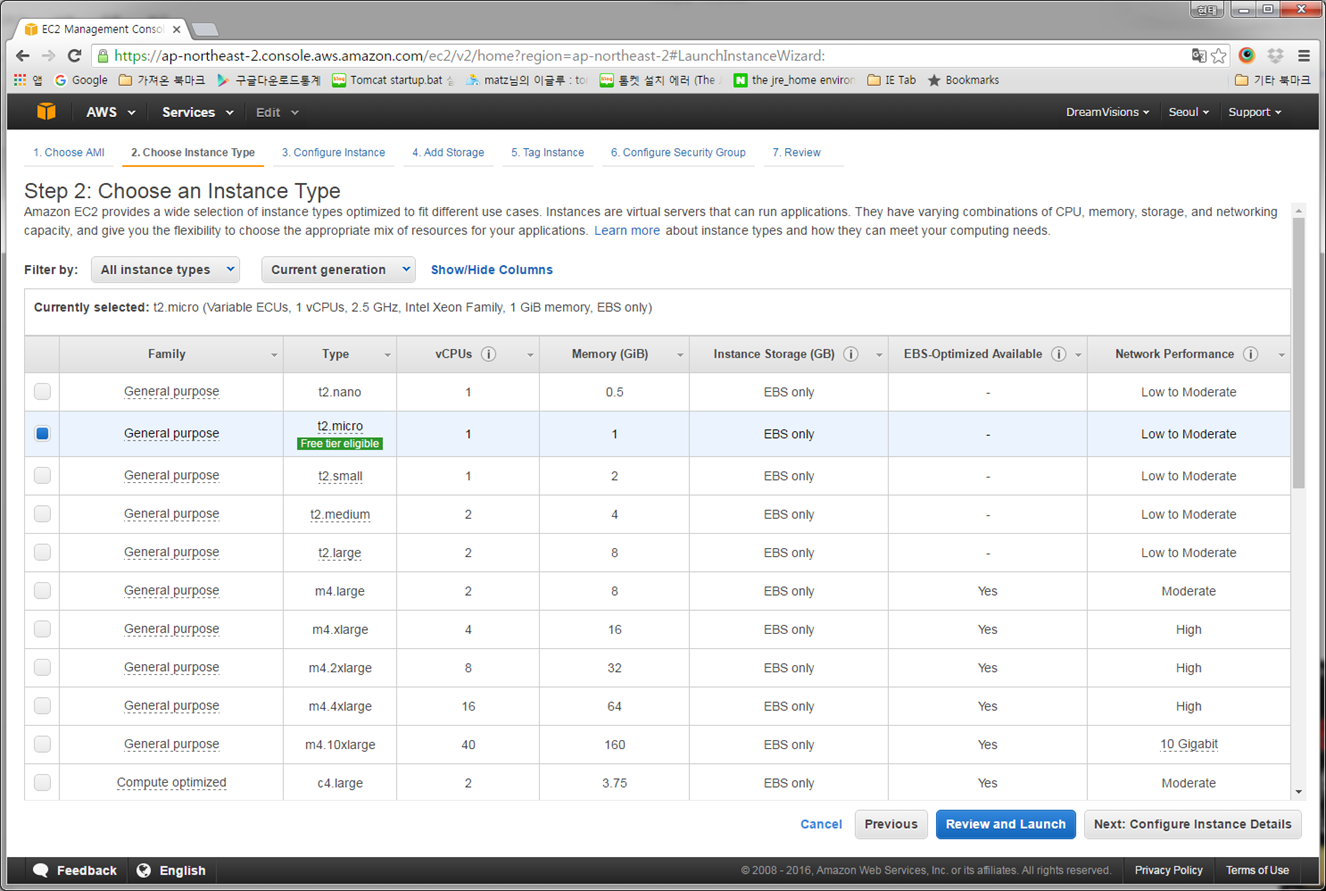 현태
EC2 Management Consol
https://ap-northeast-2.console.aws.amazon.com/ec2/v2/home?region=ap-northeast-2#LaunchInstanceWizard:
앱 Google 가져온 북마크 구글다운로드통계 Tomcat startup.bat 실 matz님의 이글루 : to 톰켓 설치 에러 (The J the jre_home environ IE Tab Bookmarks 기타 북마크
AWS Services Edit DreamVisions Seoul Support
1. Choose AMI 2. Choose Instance Type 3. Configure Instance 4. Add Storage 5. Tag Instance 6. Configure Security Group 7. Review
Step 2: Choose an Instance Type
Amazon EC2 provides a wide selection of instance types optimized to fit different use cases. Instances are virtual servers that can run applications. They have varying combinations of CPU, memory, storage, and networking
capacity, and give you the flexibility to choose the appropriate mix of resources for your applications. Learn more about instance types and how they can meet your computing needs.
Filter by: All instance types Current generation Show/Hide Columns
Currently selected: t2.micro (Variable ECUs, 1 vCPUs, 2.5 GHz, Intel Xeon Family, 1 GiB memory, EBS only)
Family Type vCPUs Memory (GiB) Instance Storage (GB) EBS-Optimized Available Network Performance
General purpose t2.nano 1 0.5 EBS only - Low to Moderate
General purpose t2.micro 1 1 EBS only - Low to Moderate
Free tier eligible
General purpose t2.small 1 2 EBS only - Low to Moderate
General purpose t2.medium 2 4 EBS only - Low to Moderate
General purpose t2.large 2 8 EBS only - Low to Moderate
General purpose m4.large 2 8 EBS only Yes Moderate
General purpose m4.xlarge 4 16 EBS only Yes High
General purpose m4.2xlarge 8 32 EBS only Yes High
General purpose m4.4xlarge 16 64 EBS only Yes High
General purpose m4.10xlarge 40 160 EBS only Yes 10 Gigabit
Compute optimized c4.large 2 3.75 EBS only Yes Moderate
Cancel Previous Review and Launch Next: Configure Instance Details
Feedback English © 2008 - 2016, Amazon Web Services, Inc. or its affiliates. All rights reserved. Privacy Policy Terms of Use